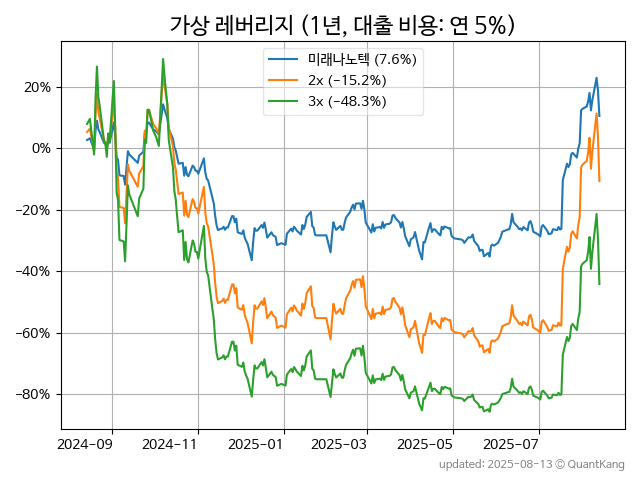 가상 레버리지 (1년, 대출 비용: 연 5%)
미래나노텍 (7.6%)
2x (−15.2%)
3x (−48.3%)
20%
0%
−20%
−40%
−60%
−80%
2024-09
2024-11
2025-01
2025-03
2025-05
2025-07
updated: 2025-08-13 ⓒ QuantKang